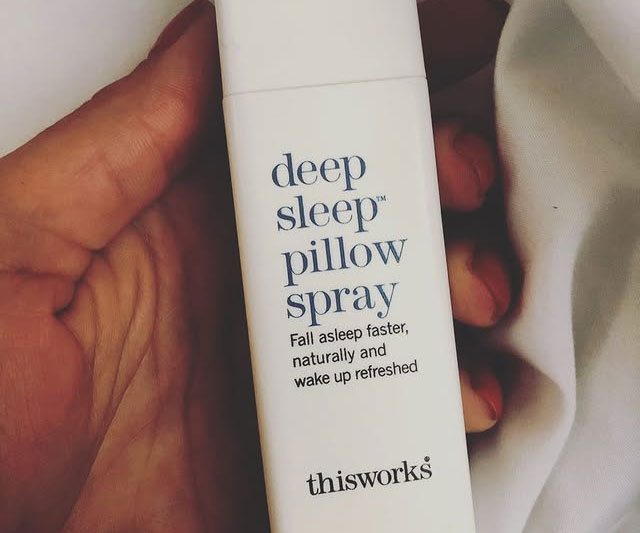 deep
sleep™
pillow
spray
Fall asleep faster,
naturally and
wake up refreshed
thisworks